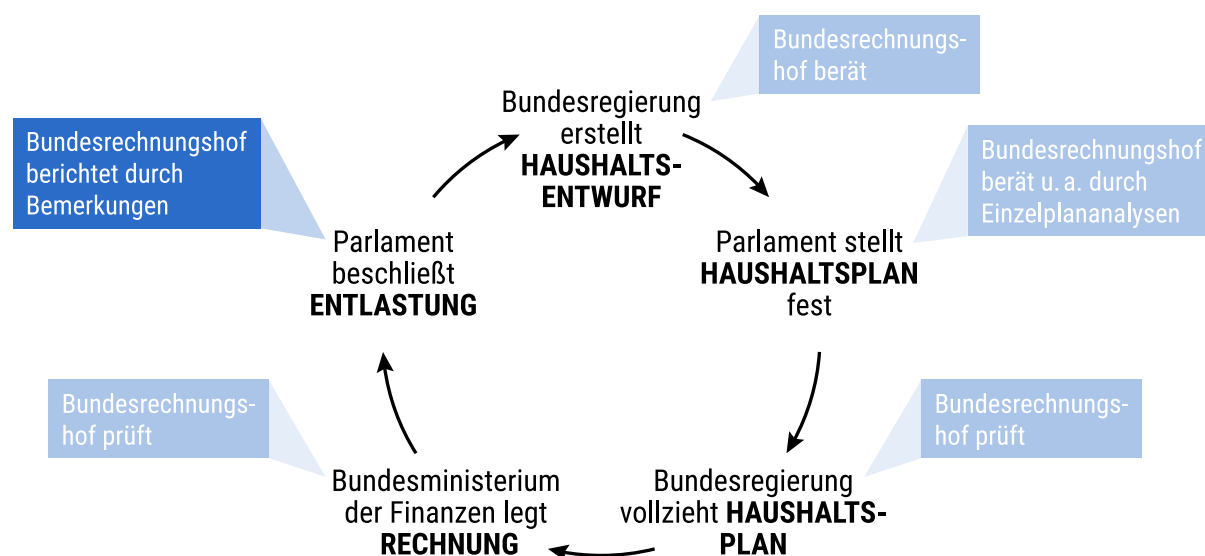 Bundesrechnungs-
hof berät
Bundesregierung
erstellt
HAUSHALTS-
ENTWURF
Bundesrechnungshof
berichtet durch
Bemerkungen
Bundesrechnungshof
berät u. a. durch
Einzelplananalysen
Parlament
beschließt
ENTLASTUNG
Parlament stellt
HAUSHALTSPLAN
fest
Bundesrechnungs-
hof prüft
Bundesrechnungs-
hof prüft
Bundesministerium
der Finanzen legt
RECHNUNG
Bundesregierung
vollzieht HAUSHALTS-
PLAN